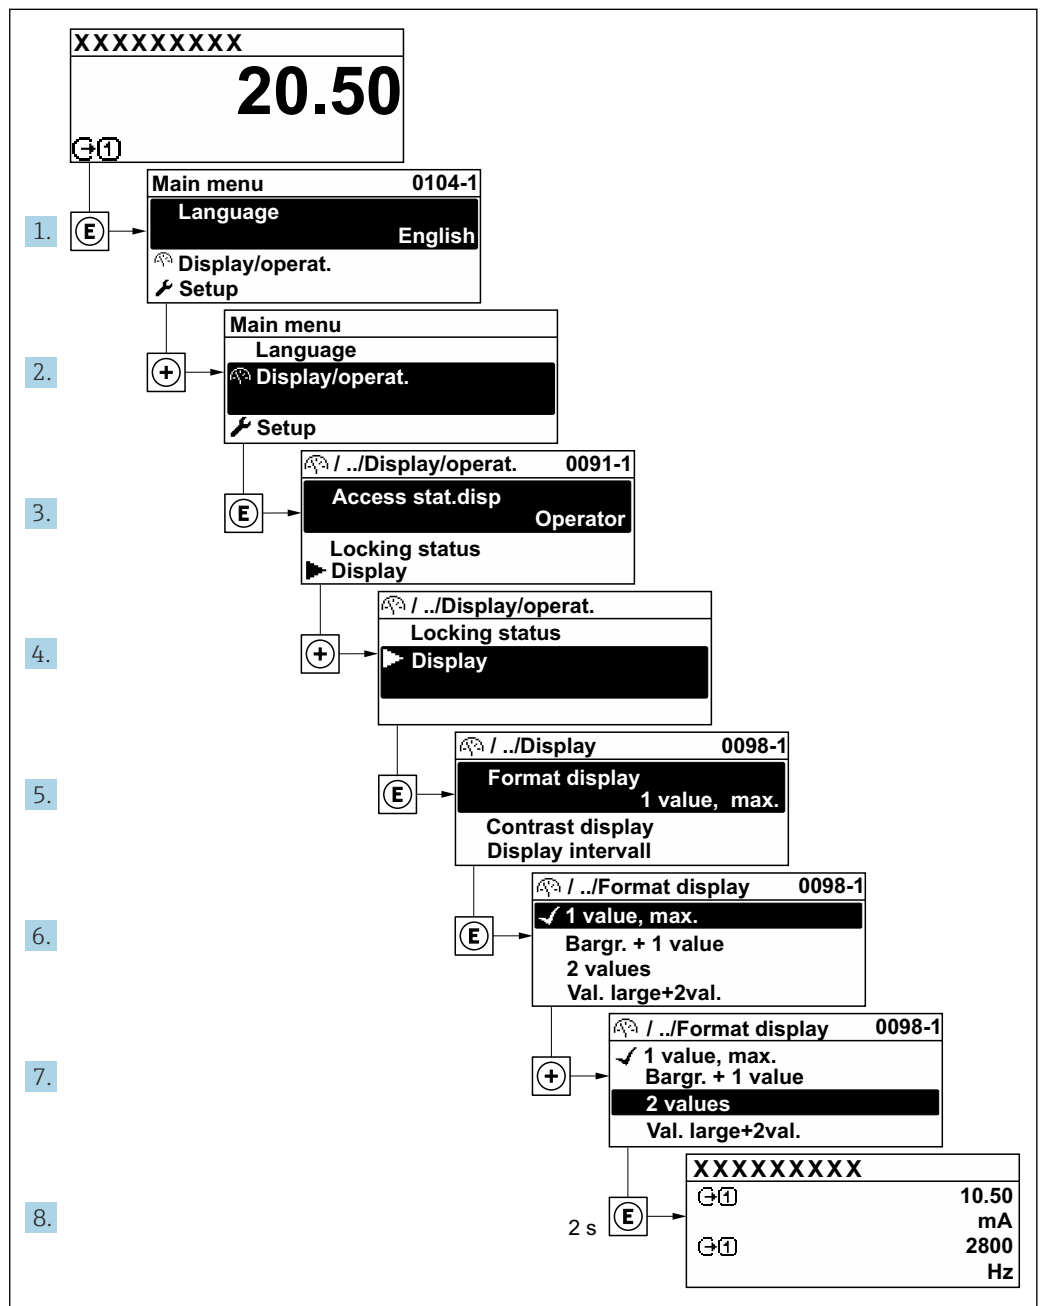 XXXXXXXXX
20.50
1
Main menu 0104-1
1. E Language
English
Display/operat.
Setup
Main menu
Language
2. + Display/operat.
Setup
/ ../Display/operat. 0091-1
3. E Access stat.disp
Operator
Locking status
Display
/ ../Display/operat.
Locking status
4. + Display
/ ../Display 0098-1
5. E Format display
1 value, max.
Contrast display
Display intervall
/ ../Format display 0098-1
1 value, max.
6. E Bargr. + 1 value
2 values
Val. large+2val.
/ ../Format display 0098-1
1 value, max.
7. + Bargr. + 1 value
2 values
Val. large+2val.
XXXXXXXXX
1 10.50
8. 2 s E mA
1 2800
Hz